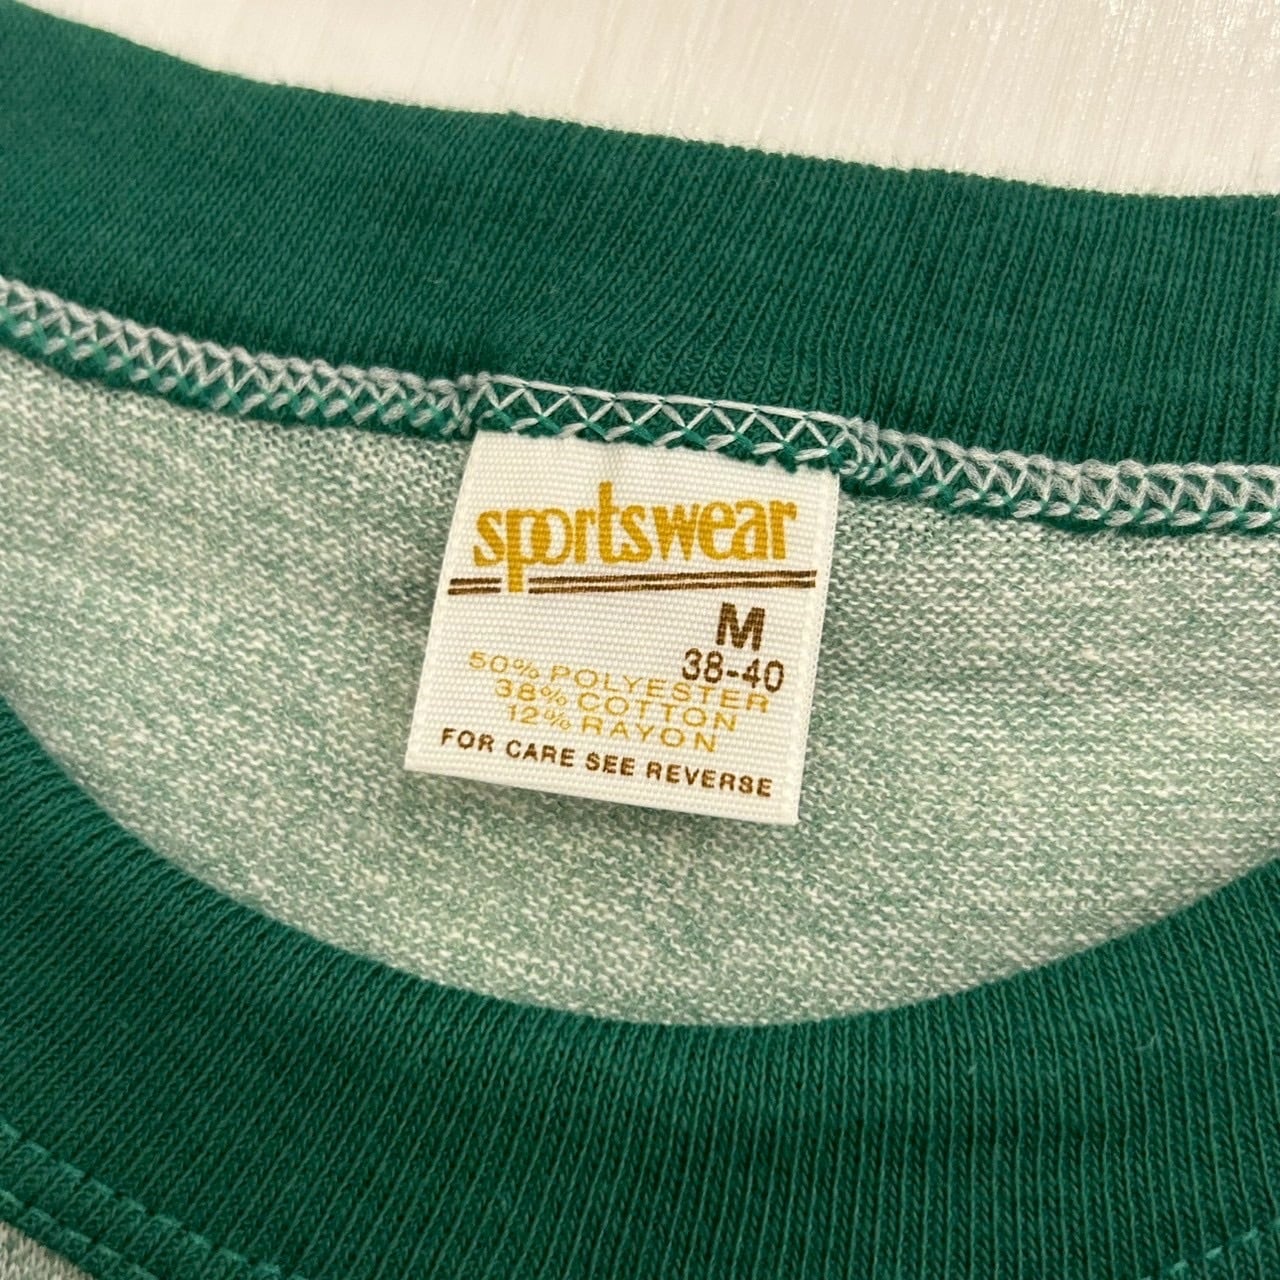 sportswear
M
38-40
50% POLYESTER
38% COTTON
12% RAYON
FOR CARE SEE REVERSE